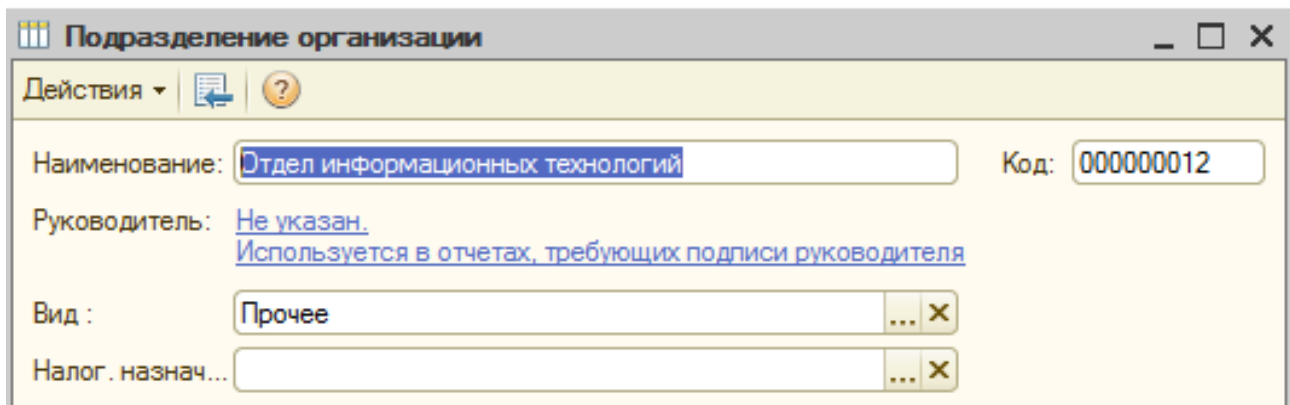 Подразделение организации
Действия
Наименование: Отдел информационных технологий Код: 000000012
Руководитель: Не указан.
Используется в отчетах, требующих подписи руководителя
Вид : Прочее ...
Налог. назнач... ...